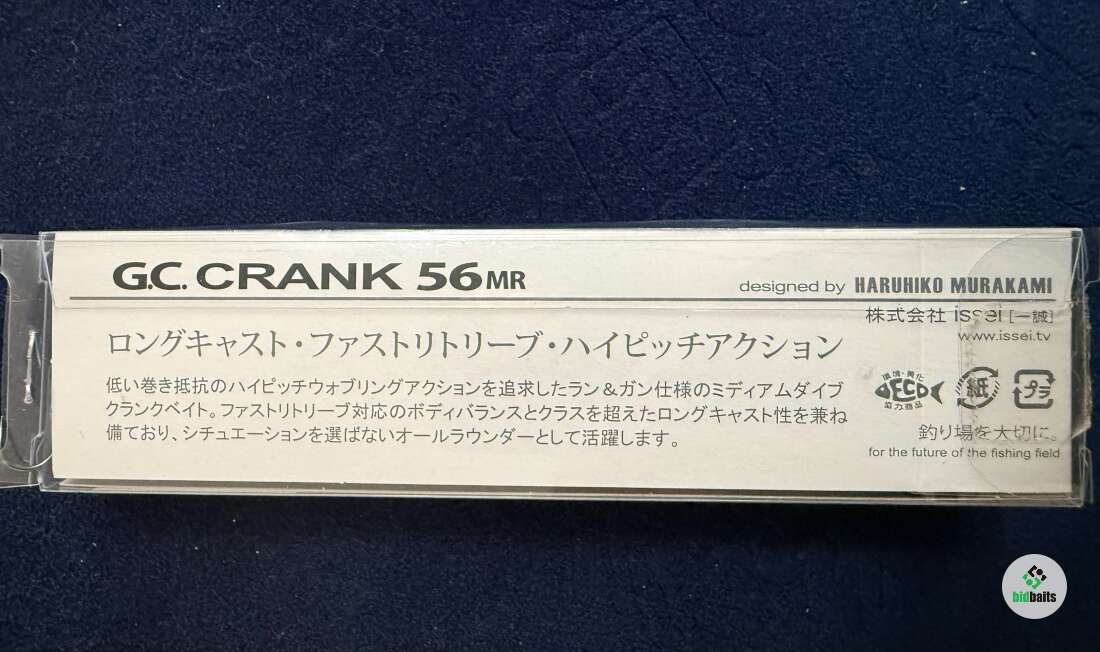 G.C. CRANK 56MR
designed by HARUHIKO MURAKAMI
株式会社 issei [一誠]
www.issei.tv
ロングキャスト・ファストリトリーブ・ハイピッチアクション
低い巻き抵抗のハイピッチウォブリングアクションを追求したラン&ガン仕様のミディアムダイブ
クランクベイト。ファストリトリーブ対応のボディバランスとクラスを超えたロングキャスト性を兼ね
備ており、シチュエーションを選ばないオールラウンダーとして活躍します。
環境・美化
ECO
協力商品
紙
プラ
釣り場を大切に。
for the future of the fishing field
bidbaits